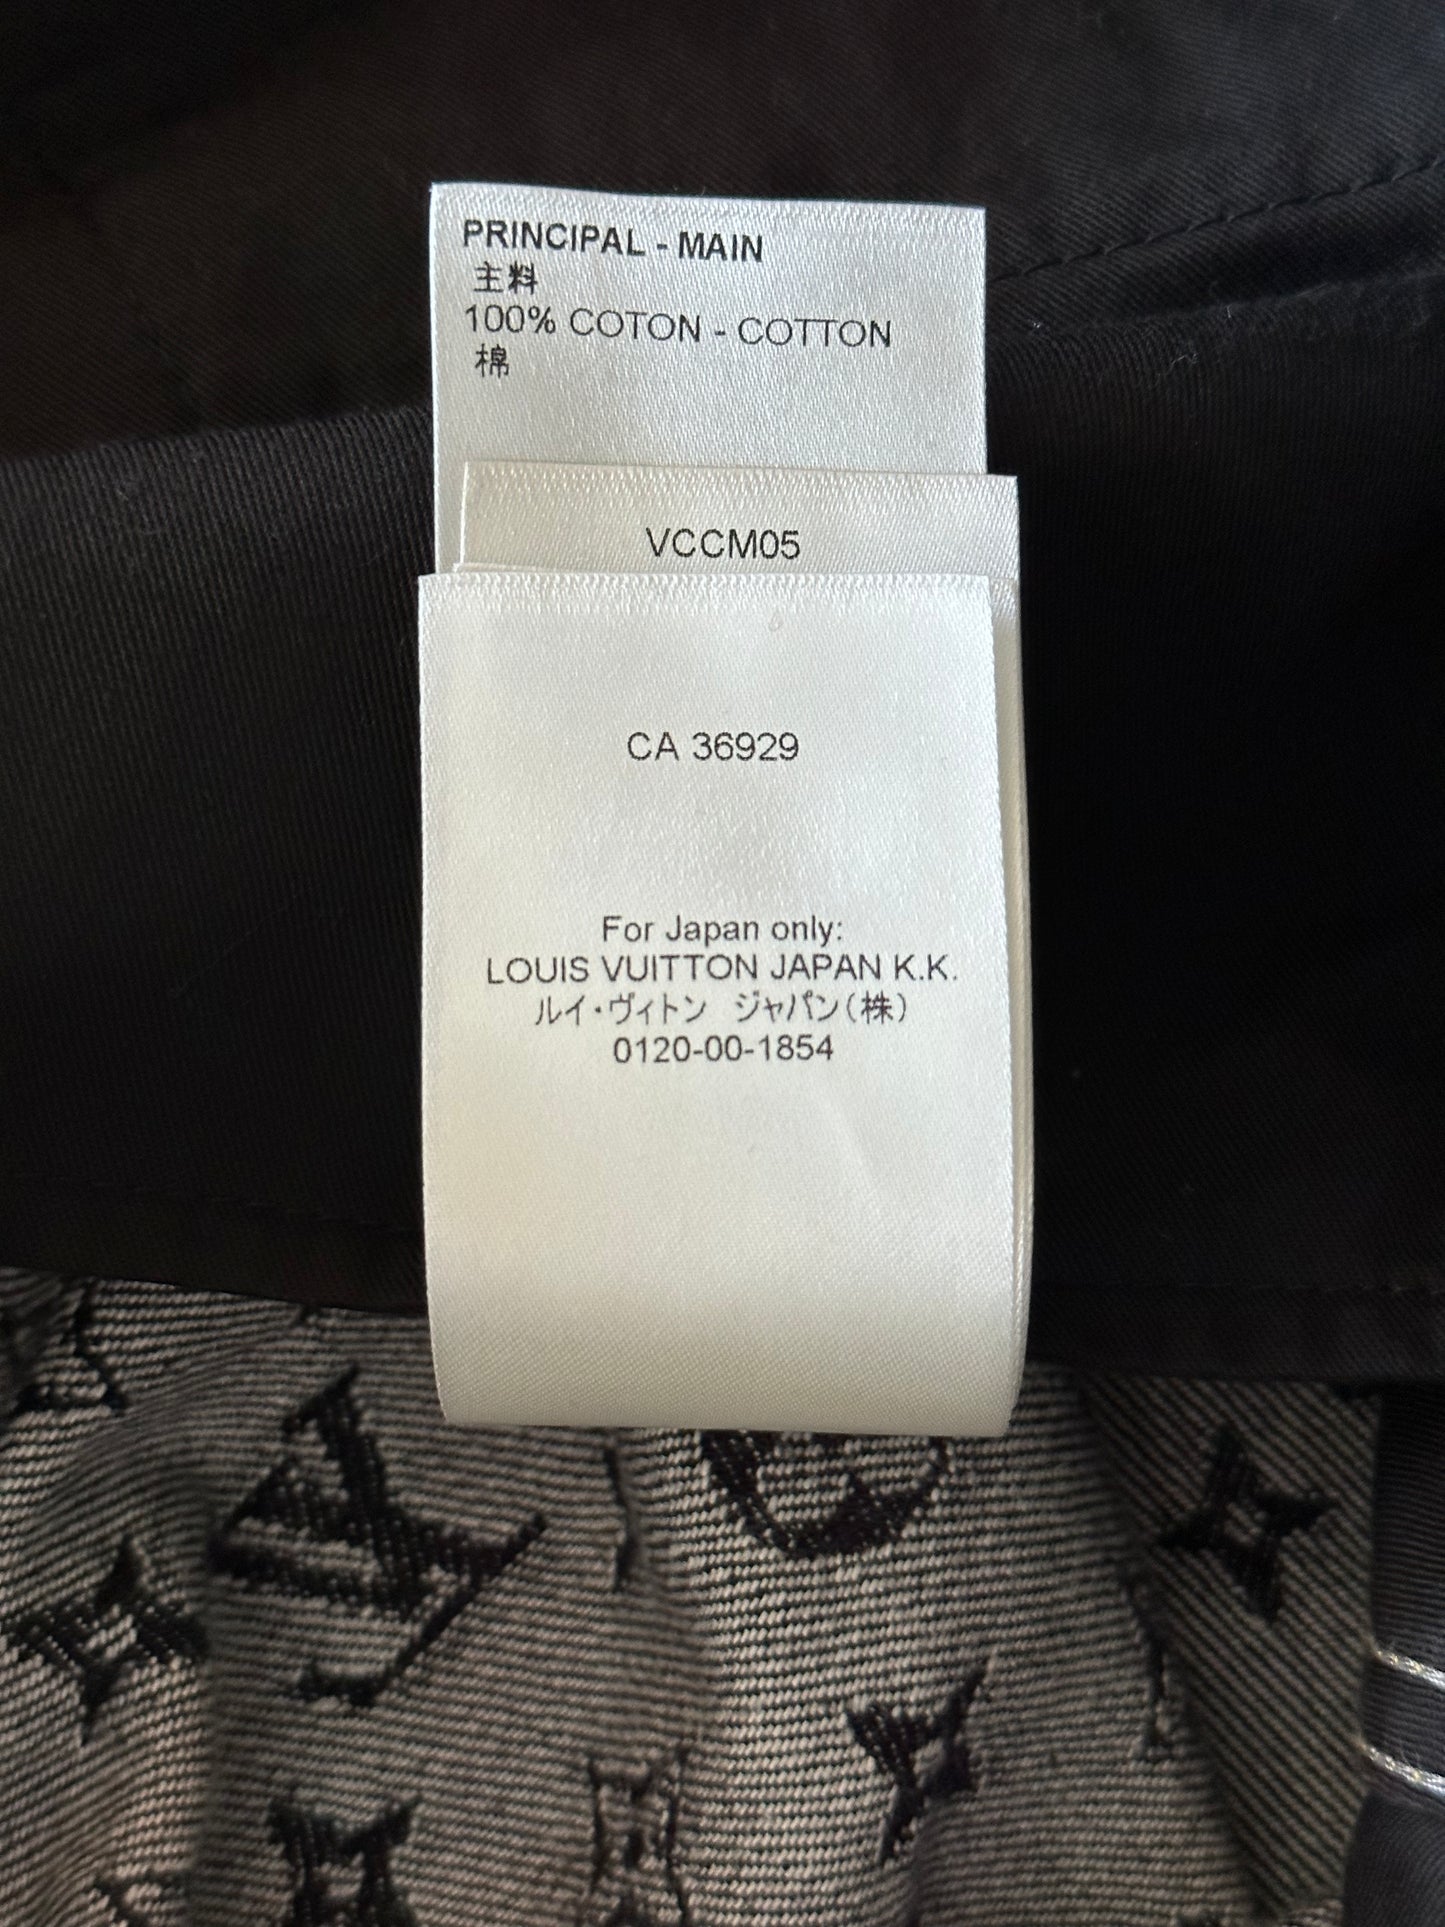 PRINCIPAL - MAIN
主料
100% COTON - COTTON
棉
VCCM05
CA 36929
For Japan only:
LOUIS VUITTON JAPAN K.K.
ルイ・ヴィトン ジャパン(株)
0120-00-1854